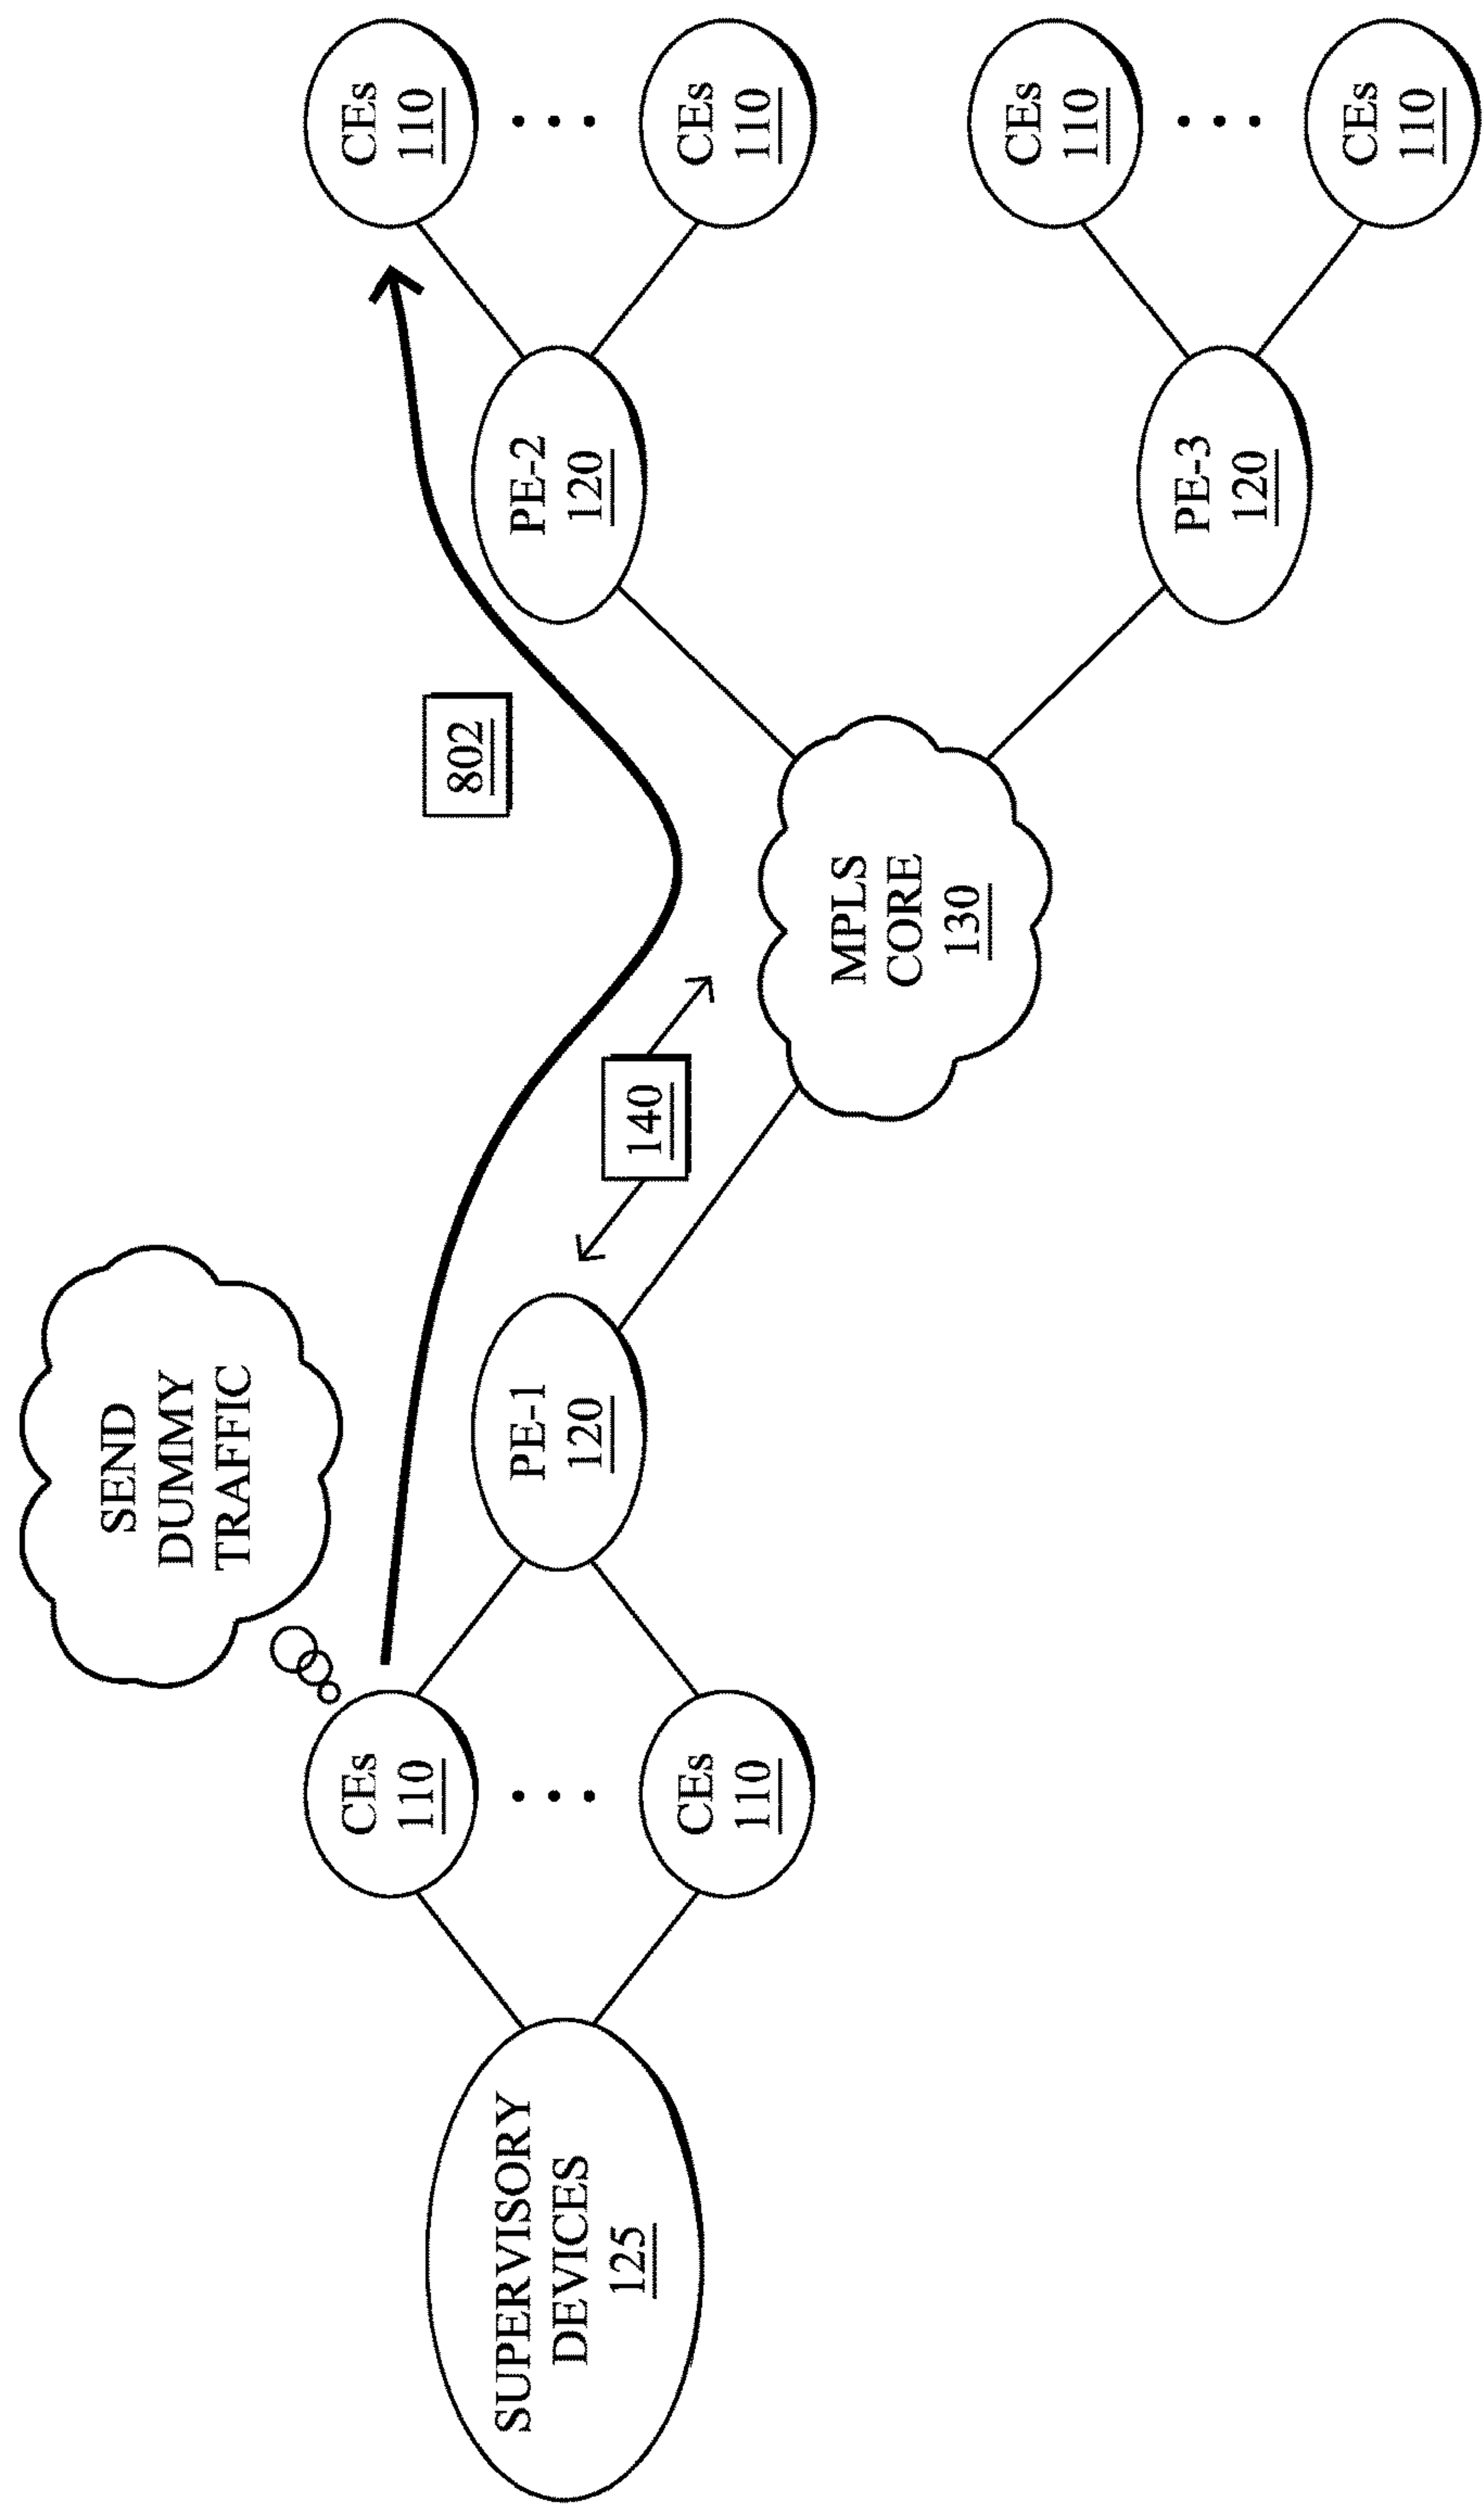 SEND
DUMMY
TRAFFIC
SUPERVISORY
DEVICES
125
CEs
110
CEs
110
PE-1
120
140
802
MPLS
CORE
130
PE-2
120
PE-3
120
CEs
110
CEs
110
CEs
110
CEs
110